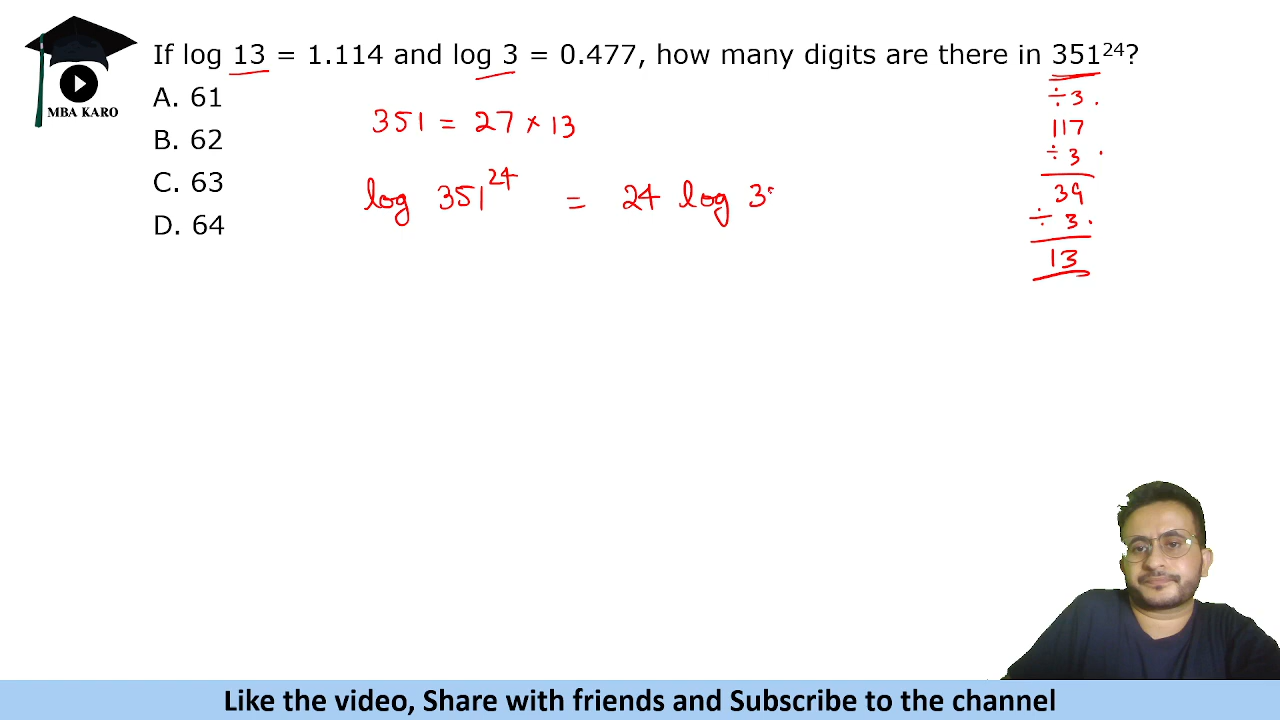 If log 13 = 1.114 and log 3 = 0.477, how many digits are there in 351²⁴?
MBA KARO
A. 61
B. 62
C. 63
D. 64
351 = 27 × 13
log 351²⁴ = 24 log 3
÷ 3
117
÷ 3
39
÷ 3
13
Like the video, Share with friends and Subscribe to the channel